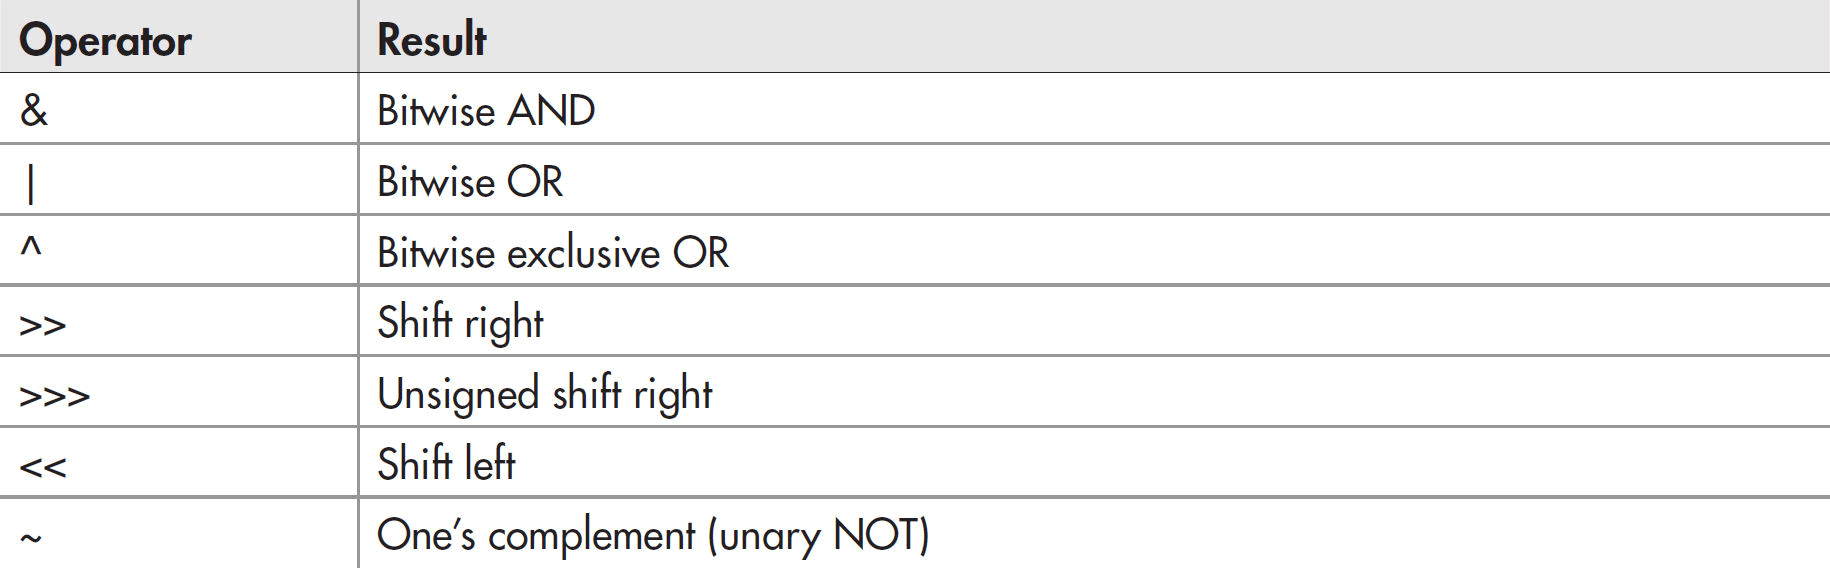 Operator Result
& Bitwise AND
| Bitwise OR
^ Bitwise exclusive OR
>> Shift right
>>> Unsigned shift right
<< Shift left
~ One’s complement (unary NOT)